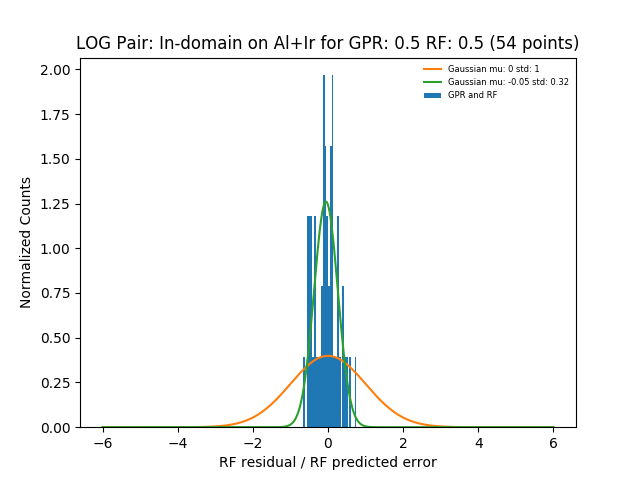 LOG Pair: In-domain on Al+Ir for GPR: 0.5 RF: 0.5 (54 points)
Gaussian mu: 0 std: 1
Gaussian mu: -0.05 std: 0.32
GPR and RF
Normalized Counts
2.00
1.75
1.50
1.25
1.00
0.75
0.50
0.25
0.00
−6
−4
−2
0
2
4
6
RF residual / RF predicted error